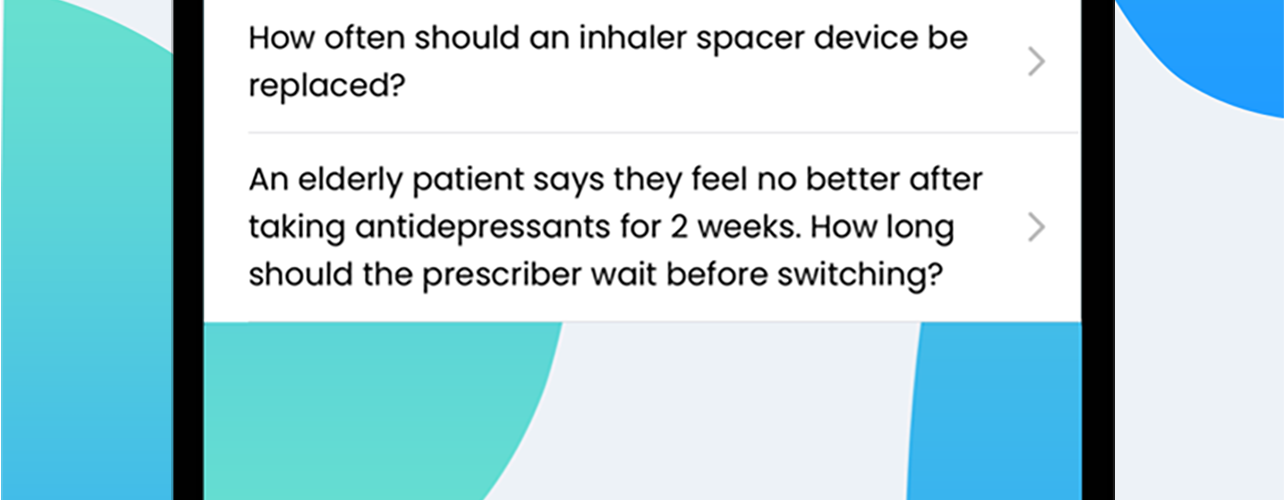 How often should an inhaler spacer device be
replaced?
An elderly patient says they feel no better after
taking antidepressants for 2 weeks. How long
should the prescriber wait before switching?